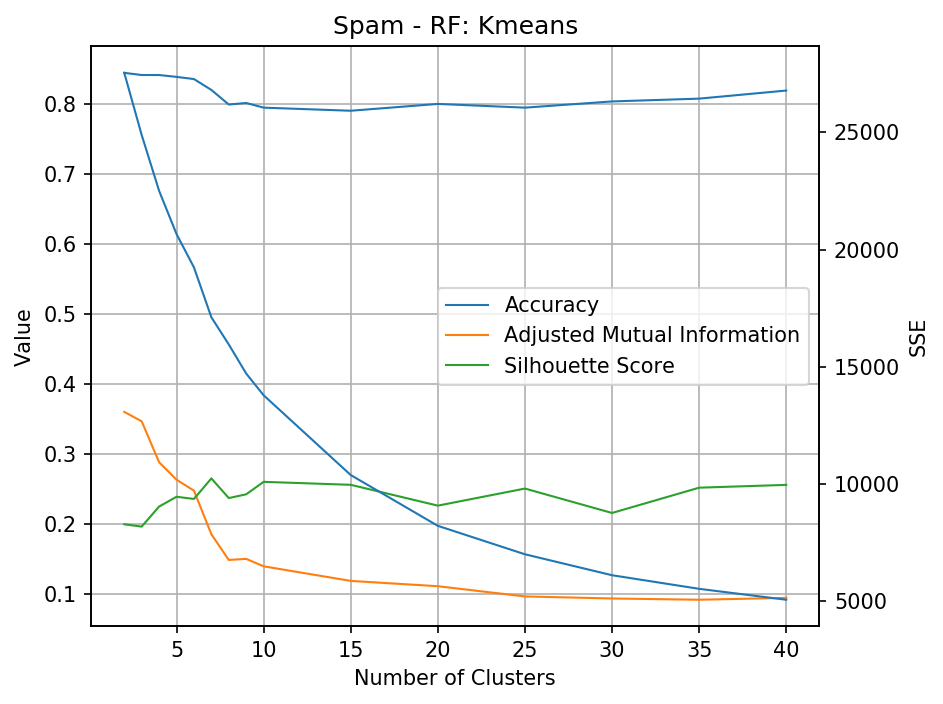 Spam - RF: Kmeans
Value
0.8
0.7
0.6
0.5
0.4
0.3
0.2
0.1
Accuracy
Adjusted Mutual Information
Silhouette Score
25000
20000
15000
10000
5000
SSE
5 10 15 20 25 30 35 40
Number of Clusters